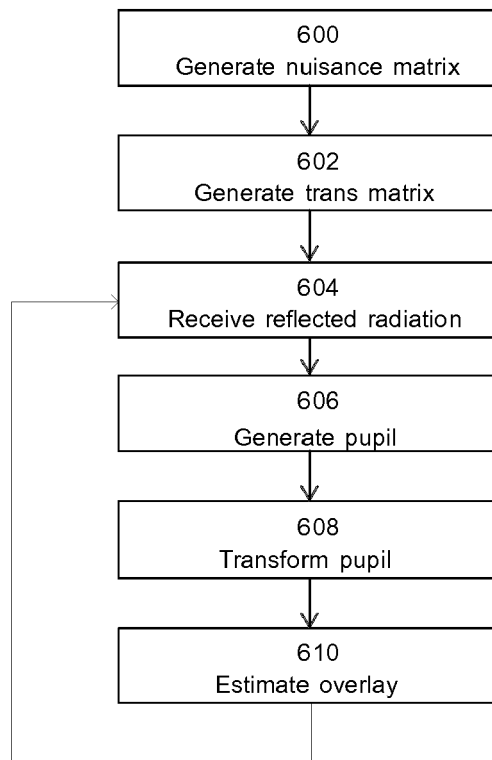 600
Generate nuisance matrix
602
Generate trans matrix
604
Receive reflected radiation
606
Generate pupil
608
Transform pupil
610
Estimate overlay